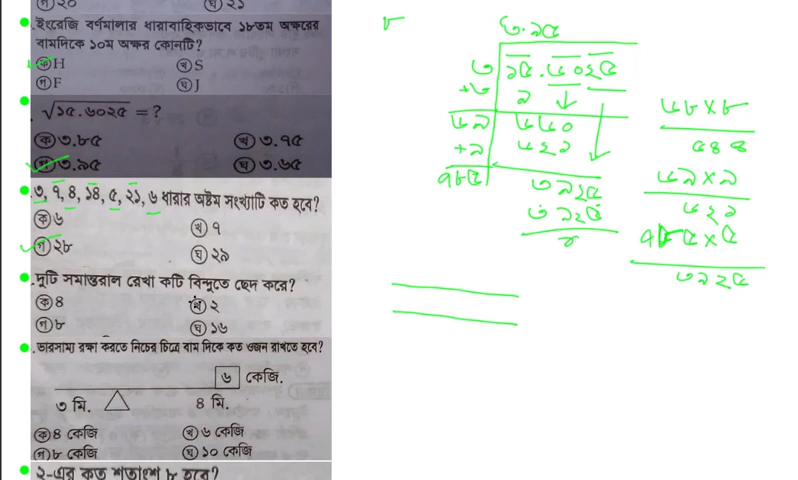 গ) ২০ ঘ) ২১
ইংরেজি বর্ণমালার ধারাবাহিকভাবে ১৮তম অক্ষরের
বামদিকে ১০ম অক্ষর কোনটি?
ক) H খ) S
গ) F ঘ) J
√১৫.৬০২৫ = ?
ক) ৩.৮৫ খ) ৩.৭৫
গ) ৩.৯৫ ঘ) ৩.৬৫
৩, ৭, ৪, ১৪, ৫, ২১, ৬ ধারার অষ্টম সংখ্যাটি কত হবে?
ক) ৬ খ) ৭
গ) ২৮ ঘ) ২৯
দুটি সমান্তরাল রেখা কটি বিন্দুতে ছেদ করে?
ক) ৪ খ) ২
গ) ৮ ঘ) ১৬
ভারসাম্য রক্ষা করতে নিচের চিত্রে বাম দিকে কত ওজন রাখতে হবে?
৬ কেজি.
৩ মি. ৪ মি.
ক) ৪ কেজি খ) ৬ কেজি
গ) ৮ কেজি ঘ) ১০ কেজি
২-এর কত শতাংশ ৮ হবে?
৮
৩.৯৫
৩ ১৫.৬০২৫
+৩ ৯
৬৯ ৬৬০
+৯ ৬২১
৭৮৫ ৩৯২৫
৩৯২৫
৬৮×৮
৫৪৪
৬৯×৯
৬২১
৭৮৫×৫
৩৯২৫